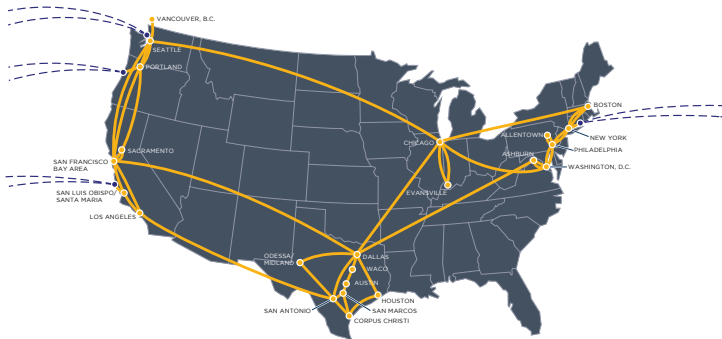 VANCOUVER, B.C.
SEATTLE
PORTLAND
SACRAMENTO
SAN FRANCISCO
BAY AREA
SAN LUIS OBISPO/
SANTA MARIA
LOS ANGELES
CHICAGO
EVANSVILLE
BOSTON
ALLENTOWN
NEW YORK
PHILADELPHIA
ASHBURN
WASHINGTON, D.C.
ODESSA/
MIDLAND
DALLAS
WACO
AUSTIN
HOUSTON
SAN ANTONIO
SAN MARCOS
CORPUS CHRISTI